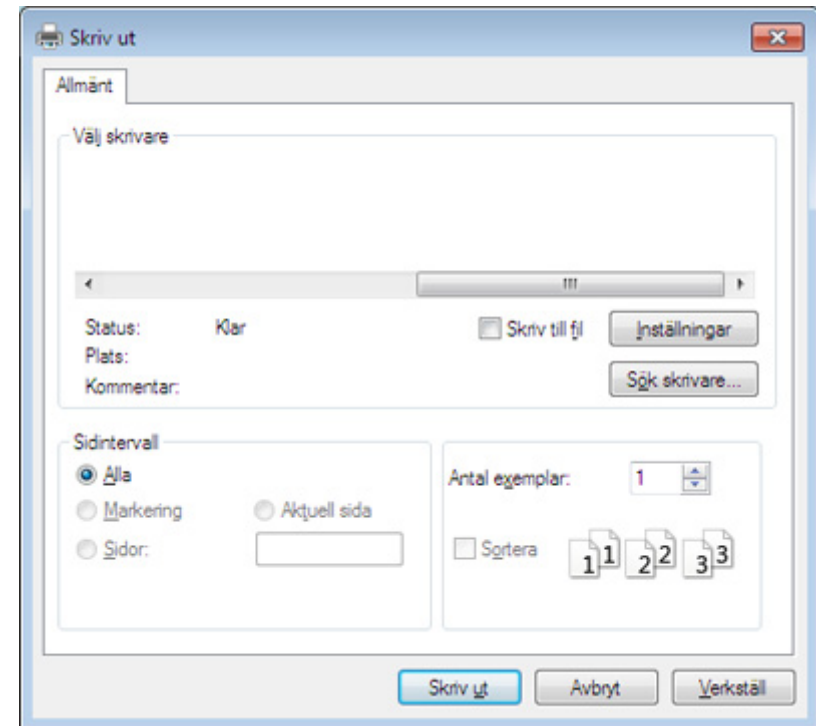 Skriv ut
Allmänt
Välj skrivare
Status: Klar
Skriv till fil
Inställningar
Plats:
Kommentar:
Sök skrivare...
Sidintervall
Alla
Markering
Aktuell sida
Sidor:
Antal exemplar: 1
Sortera
1 1 2 2 3 3
Skriv ut
Avbryt
Verkställ